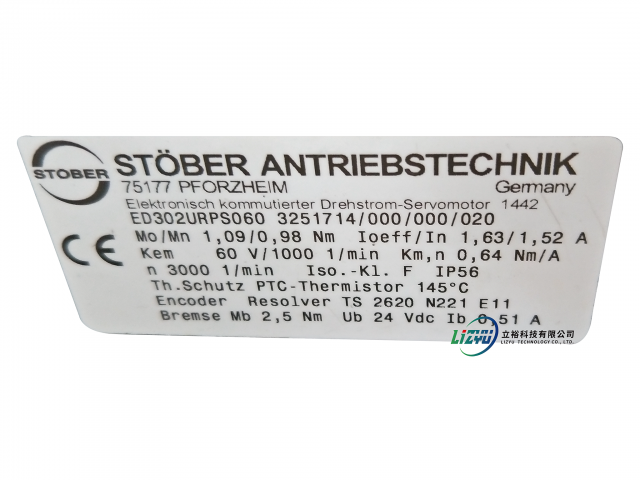 STÖBER
STÖBER ANTRIEBSTECHNIK
75177 PFORZHEIM Germany
Elektronisch kommutierter Drehstrom-Servomotor 1442
ED302URPS060 3251714/000/000/020
Mo/Mn 1,09/0,98 Nm Ioeff/In 1,63/1,52 A
Kem 60 V/1000 1/min Km,n 0,64 Nm/A
n 3000 1/min Iso.-Kl. F IP56
Th.Schutz PTC-Thermistor 145°C
Encoder Resolver TS 2620 N221 E11
Bremse Mb 2,5 Nm Ub 24 Vdc Ib 0,51 A
CE
LIZYU 立裕科技有限公司
LIZYU TECHNOLOGY CO., LTD.